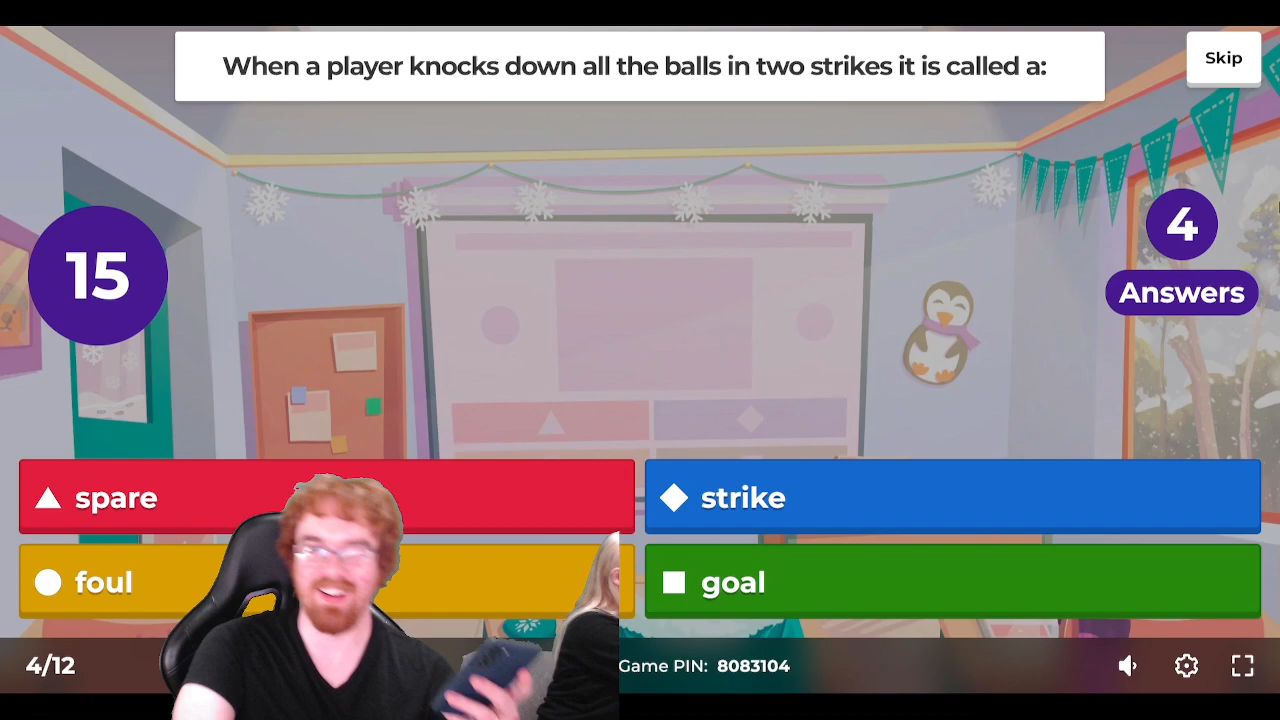 When a player knocks down all the balls in two strikes it is called a:
Skip
15
4
Answers
spare
strike
foul
goal
4/12
Game PIN: 8083104